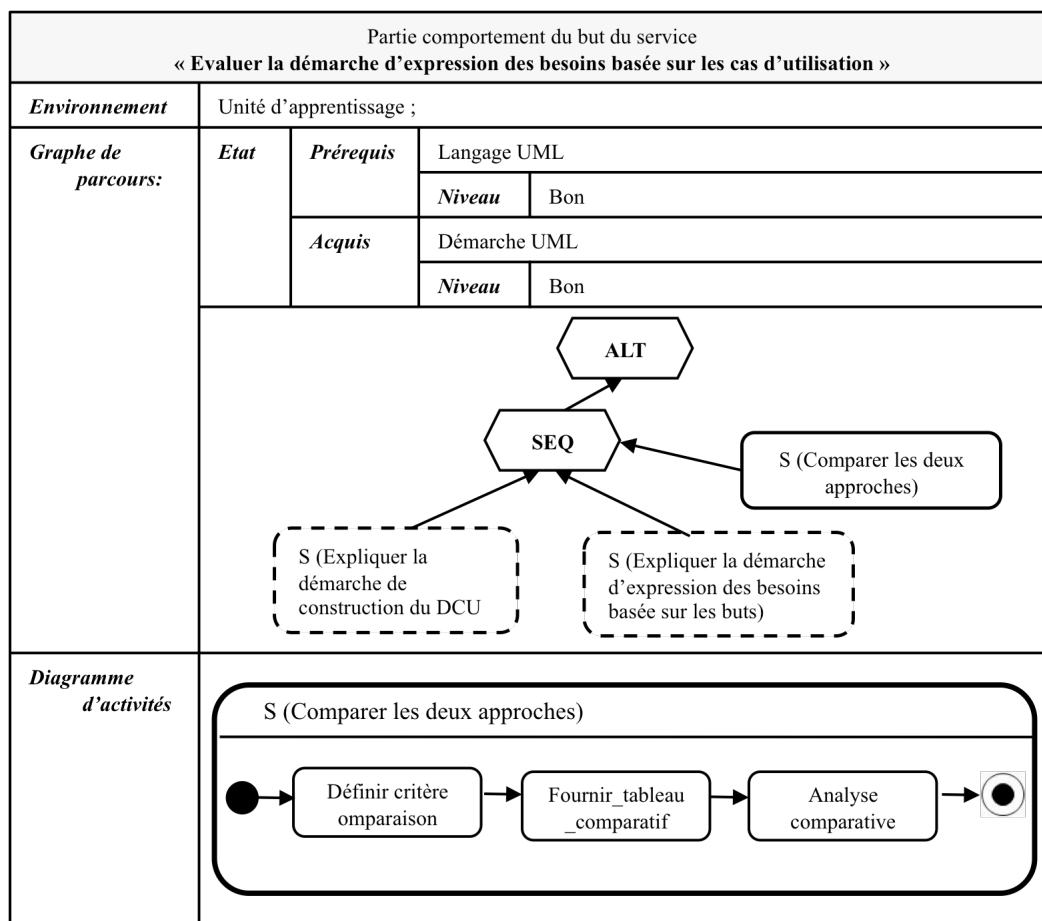 Partie comportement du but du service
« Evaluer la démarche d’expression des besoins basée sur les cas d’utilisation »
Environnement
Unité d’apprentissage ;
Graphe de
parcours:
Etat
Prérequis
Langage UML
Niveau
Bon
Acquis
Démarche UML
Niveau
Bon
ALT
SEQ
S (Comparer les deux
approches)
S (Expliquer la
démarche de
construction du DCU
S (Expliquer la démarche
d’expression des besoins
basée sur les buts)
Diagramme
d’activités
S (Comparer les deux approches)
Définir critère
omparaison
Fournir_tableau
_comparatif
Analyse
comparative